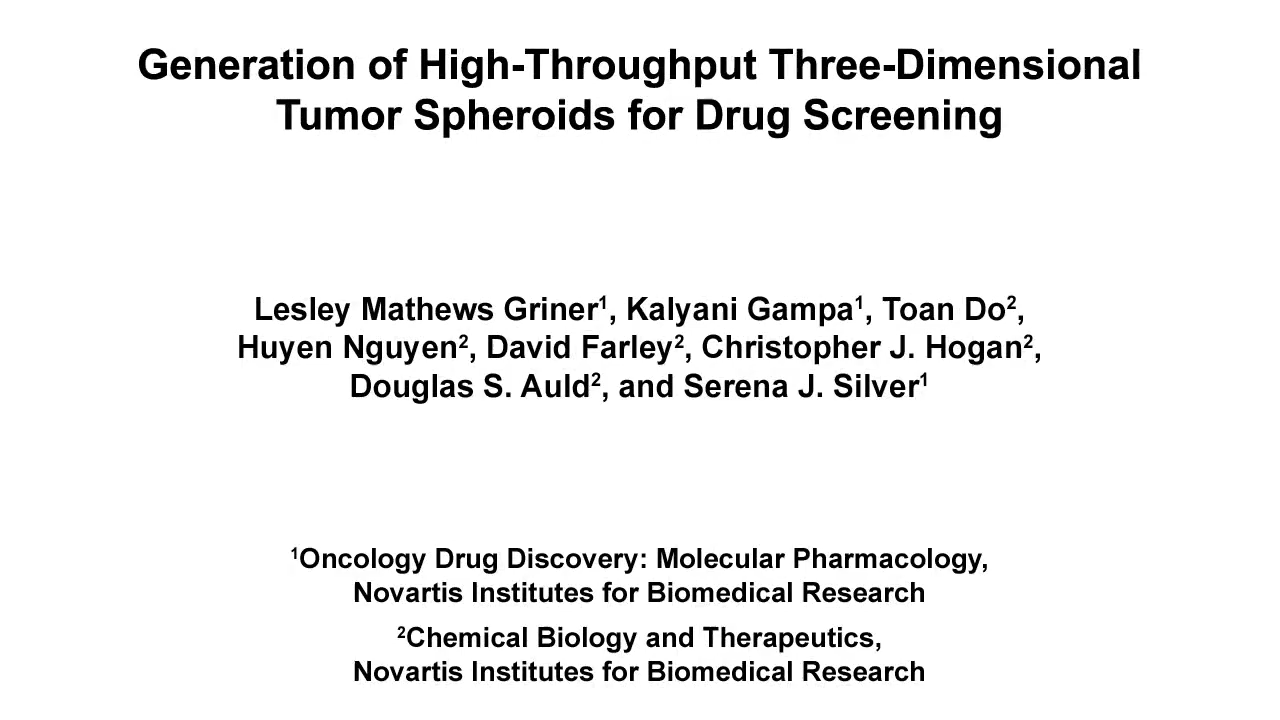 Generation of High-Throughput Three-Dimensional
Tumor Spheroids for Drug Screening
Lesley Mathews Griner¹, Kalyani Gampa¹, Toan Do²,
Huyen Nguyen², David Farley², Christopher J. Hogan²,
Douglas S. Auld², and Serena J. Silver¹
¹Oncology Drug Discovery: Molecular Pharmacology,
Novartis Institutes for Biomedical Research
²Chemical Biology and Therapeutics,
Novartis Institutes for Biomedical Research